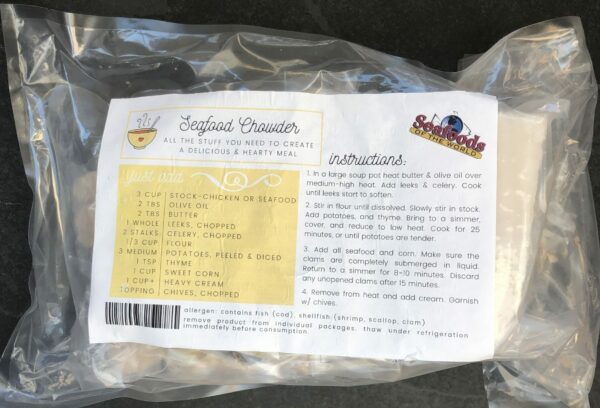 Seafood Chowder
ALL THE STUFF YOU NEED TO CREATE
A DELICIOUS & HEARTY MEAL
Seafoods
OF THE WORLD
just add
3 CUP STOCK-CHICKEN OR SEAFOOD
2 TBS OLIVE OIL
2 TBS BUTTER
1 WHOLE LEEKS, CHOPPED
2 STALKS CELERY, CHOPPED
1/3 CUP FLOUR
3 MEDIUM POTATOES, PEELED & DICED
1 TSP THYME
1 CUP SWEET CORN
1 CUP+ HEAVY CREAM
TOPPING CHIVES, CHOPPED
instructions:
1. In a large soup pot heat butter & olive oil over
medium-high heat. Add leeks & celery. Cook
until leeks start to soften.
2. Stir in flour until dissolved. Slowly stir in stock.
Add potatoes, and thyme. Bring to a simmer,
cover, and reduce to low heat. Cook for 25
minutes, or until potatoes are tender.
3. Add all seafood and corn. Make sure the
clams are completely submerged in liquid.
Return to a simmer for 8-10 minutes. Discard
any unopened clams after 15 minutes.
4. Remove from heat and add cream. Garnish
w/ chives.
allergen: contains fish (cod), shellfish (shrimp, scallop, clam)
remove product from individual packages, thaw under refrigeration
immediately before consumption